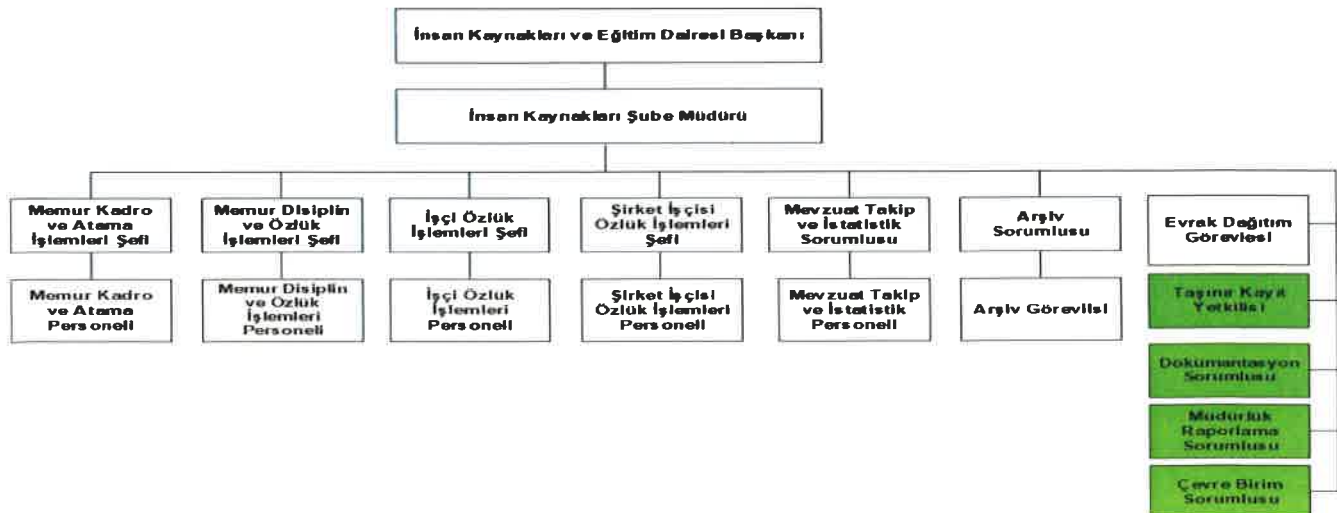 İnsan Kaynakları ve Eğitim Dairesi Başkanı
İnsan Kaynakları Şube Müdürü
Memur Kadro
ve Atama
İşlemleri Şefi
Memur Disiplin
ve Özlük
İşlemleri Şefi
İşçi Özlük
İşlemleri Şefi
Şirket İşçisi
Özlük İşlemleri
Şefi
Mevzuat Takip
ve İstatistik
Sorumlusu
Arşiv
Sorumlusu
Evrak Dağıtım
Görevlesi
Memur Kadro
ve Atama
Personeli
Memur Disiplin
ve Özlük
İşlemleri
Personeli
İşçi Özlük
İşlemleri
Personeli
Şirket İşçisi
Özlük İşlemleri
Personeli
Mevzuat Takip
ve İstatistik
Personeli
Arşiv Görevlisi
Taşınır Kayıt
Yetkilisi
Dokümantasyon
Sorumlusu
Müdürlük
Raporlama
Sorumlusu
Çevre Birim
Sorumlusu